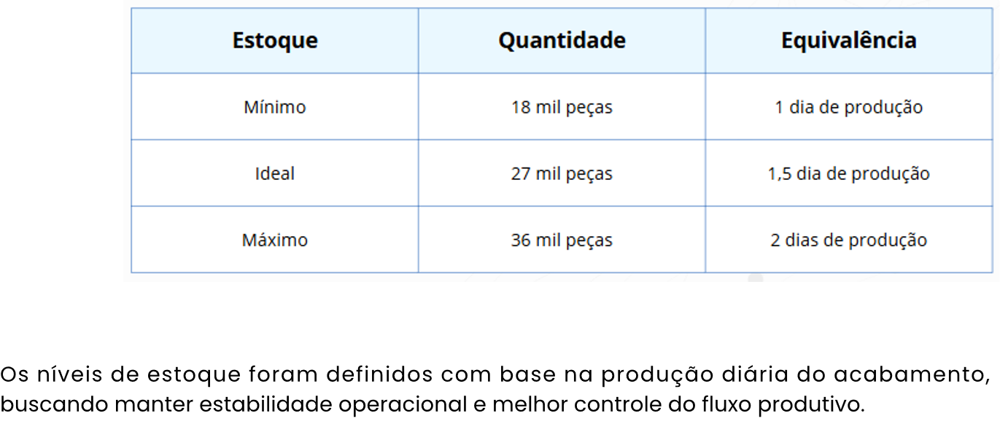 Estoque Quantidade Equivalência
Mínimo 18 mil peças 1 dia de produção
Ideal 27 mil peças 1,5 dia de produção
Máximo 36 mil peças 2 dias de produção
Os níveis de estoque foram definidos com base na produção diária do acabamento,
buscando manter estabilidade operacional e melhor controle do fluxo produtivo.